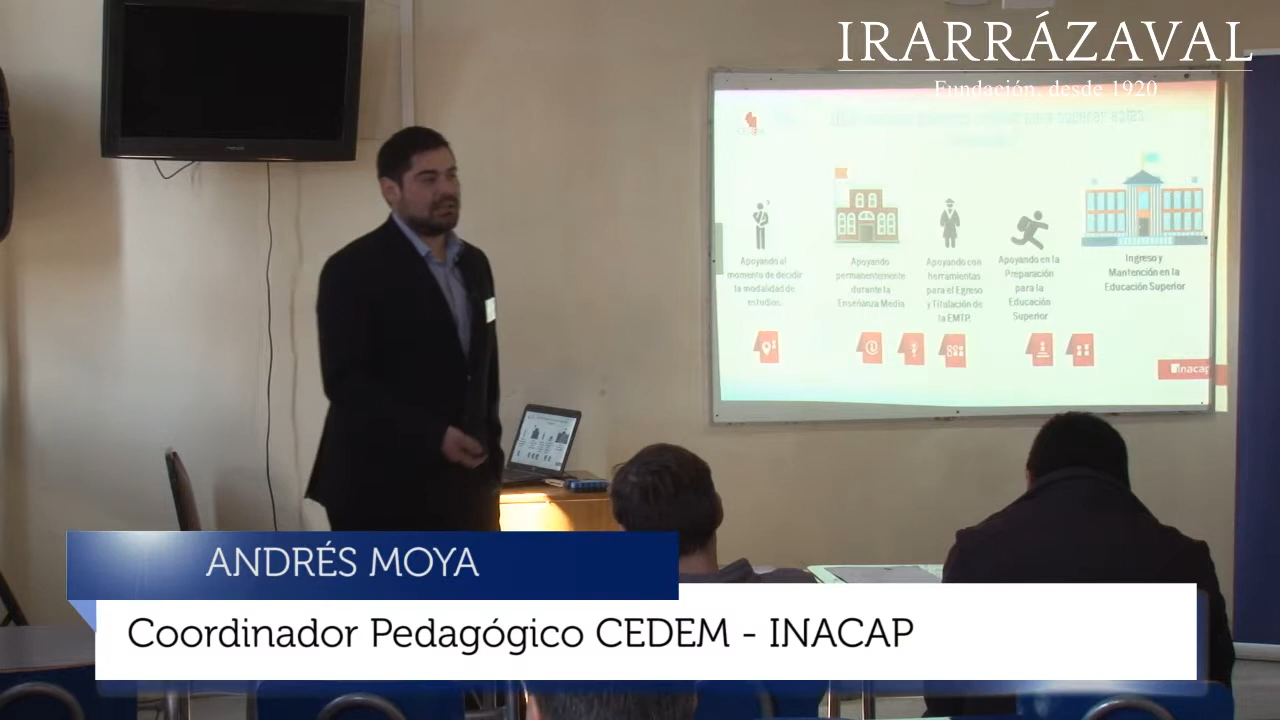 IRARRÁZAVAL
Fundación, desde 1920
Apoyando al
momento de decidir
la modalidad de
estudios.
Apoyando
permanentemente
durante la
Enseñanza Media
Apoyando con
herramientas
para el Egreso
y Titulación de
la EMTP.
Apoyando en la
Preparación
para la
Educación
Superior
Ingreso y
Mantención en la
Educación Superior
inacap
ANDRÉS MOYA
Coordinador Pedagógico CEDEM - INACAP